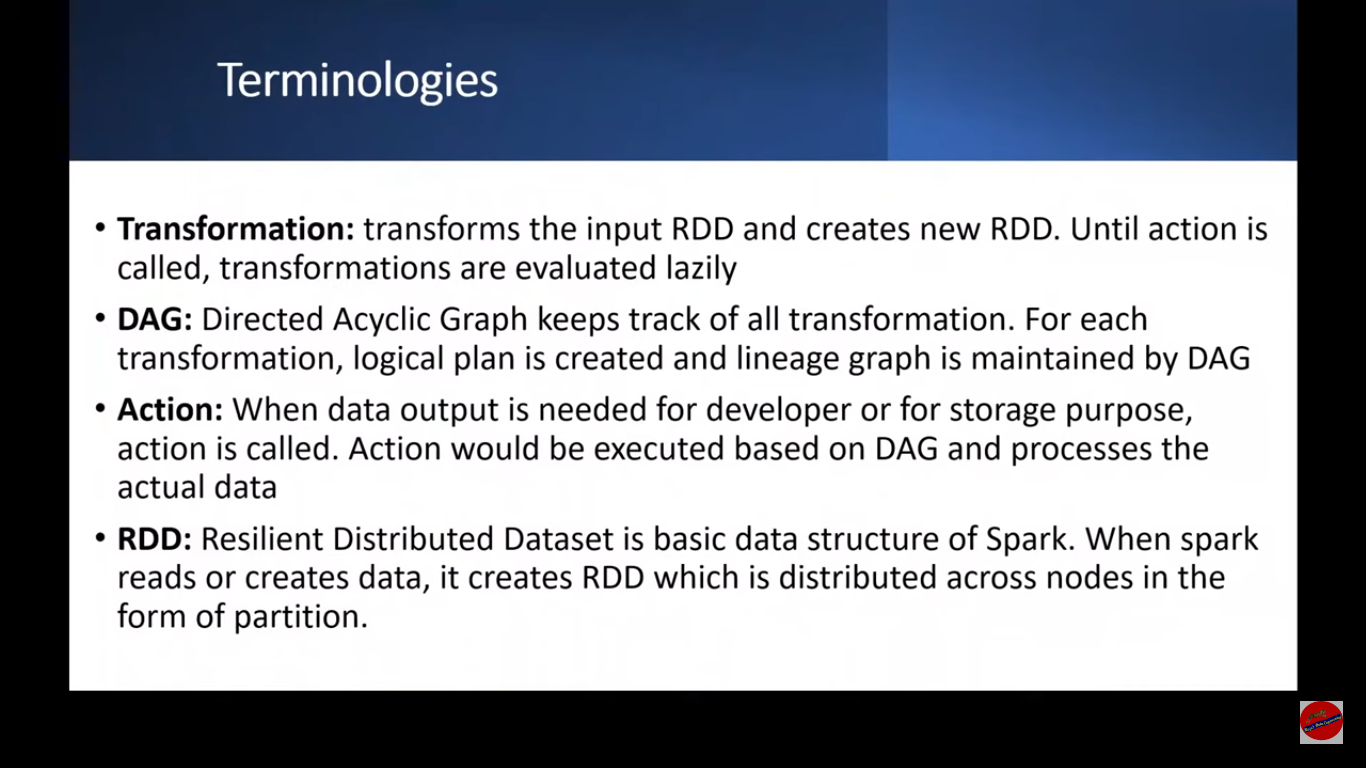 Terminologies
• Transformation: transforms the input RDD and creates new RDD. Until action is
called, transformations are evaluated lazily
• DAG: Directed Acyclic Graph keeps track of all transformation. For each
transformation, logical plan is created and lineage graph is maintained by DAG
• Action: When data output is needed for developer or for storage purpose,
action is called. Action would be executed based on DAG and processes the
actual data
• RDD: Resilient Distributed Dataset is basic data structure of Spark. When spark
reads or creates data, it creates RDD which is distributed across nodes in the
form of partition.